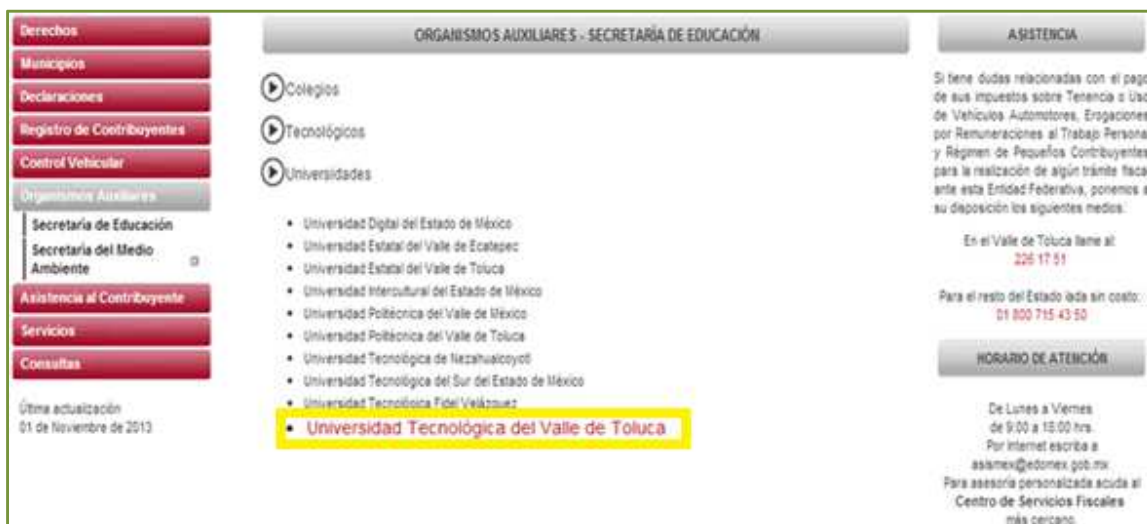 Derechos
Municipios
Declaraciones
Registro de Contribuyentes
Control Vehicular
Organismos Auxiliares
Secretaría de Educación
Secretaría del Medio
Ambiente
Asistencia al Contribuyente
Servicios
Consultas
Última actualización
01 de Noviembre de 2013
ORGANISMOS AUXILIARES - SECRETARÍA DE EDUCACIÓN
Colegios
Tecnológicos
Universidades
Universidad Digital del Estado de México
Universidad Estatal del Valle de Ecatepec
Universidad Estatal del Valle de Toluca
Universidad Intercultural del Estado de México
Universidad Politécnica del Valle de México
Universidad Politécnica del Valle de Toluca
Universidad Tecnológica de Nezahualcoyotl
Universidad Tecnológica del Sur del Estado de México
Universidad Tecnológica Fidel Velázquez
Universidad Tecnológica del Valle de Toluca
ASISTENCIA
Si tiene dudas relacionadas con el pago
de sus impuestos sobre Tenencia o Uso
de Vehículos Automotores, Erogaciones
por Remuneraciones al Trabajo Persona
y Régimen de Pequeños Contribuyentes
para la realización de algún trámite fisca
ante esta Entidad Federativa, ponemos a
su disposición los siguientes medios:
En el Valle de Toluca llame al:
226 17 51
Para el resto del Estado lada sin costo:
01 800 715 43 50
HORARIO DE ATENCIÓN
De Lunes a Viernes
de 9:00 a 18:00 hrs.
Por Internet escriba a
asismex@edomex.gob.mx
Para asesoría personalizada acuda al
Centro de Servicios Fiscales
más cercano.